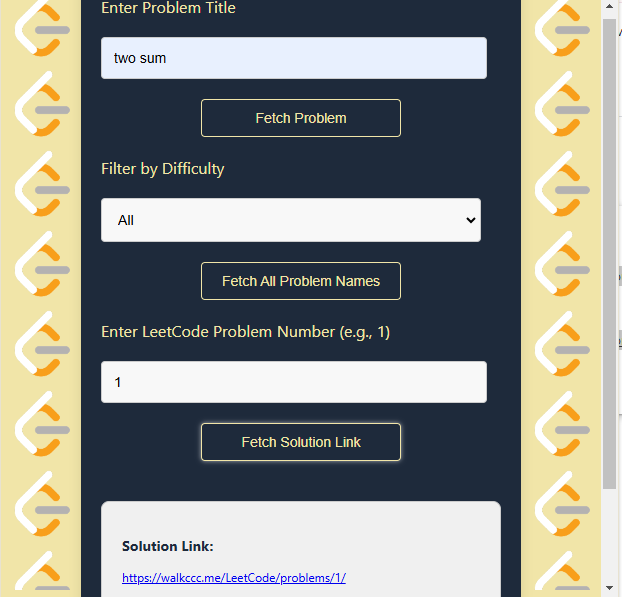 Enter Problem Title
two sum
Fetch Problem
Filter by Difficulty
All
Fetch All Problem Names
Enter LeetCode Problem Number (e.g., 1)
1
Fetch Solution Link
Solution Link:
https://walkccc.me/LeetCode/problems/1/